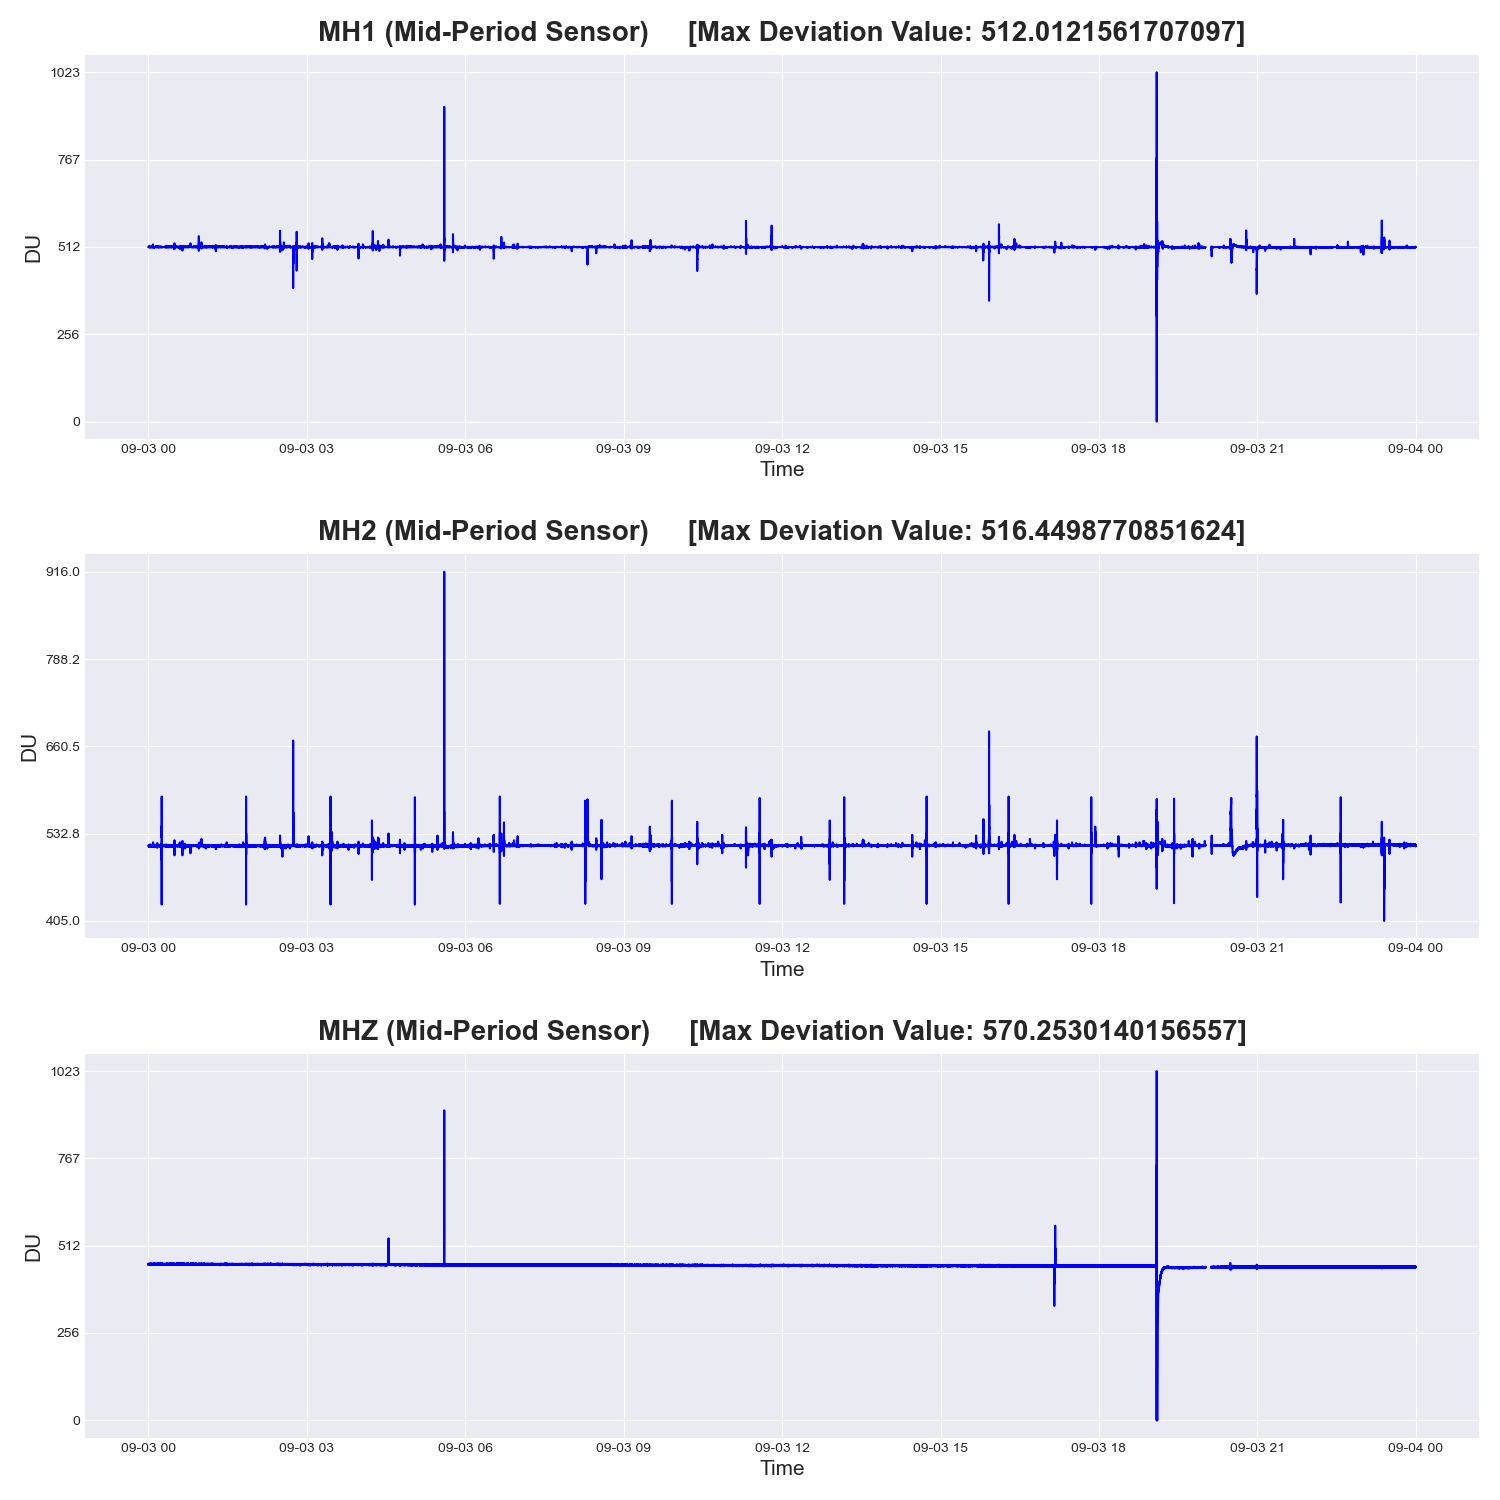 MH1 (Mid-Period Sensor) [Max Deviation Value: 512.0121561707097]
1023
767
512
256
0
DU
09-03 00 09-03 03 09-03 06 09-03 09 09-03 12 09-03 15 09-03 18 09-03 21 09-04 00
Time
MH2 (Mid-Period Sensor) [Max Deviation Value: 516.4498770851624]
916.0
788.2
660.5
532.8
405.0
DU
09-03 00 09-03 03 09-03 06 09-03 09 09-03 12 09-03 15 09-03 18 09-03 21 09-04 00
Time
MHZ (Mid-Period Sensor) [Max Deviation Value: 570.2530140156557]
1023
767
512
256
0
DU
09-03 00 09-03 03 09-03 06 09-03 09 09-03 12 09-03 15 09-03 18 09-03 21 09-04 00
Time